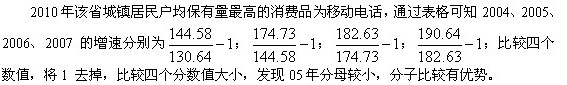 2010年该省城镇居民户均保有量最高的消费品为移动电话，通过表格可知 2004、2005、
2006、2007 的增速分别为 144.58/130.64 − 1；174.73/144.58 − 1；182.63/174.73 − 1；190.64/182.63 − 1；比较四个
数值，将 1 去掉，比较四个分数值大小，发现 05 年分母较小，分子比较有优势。